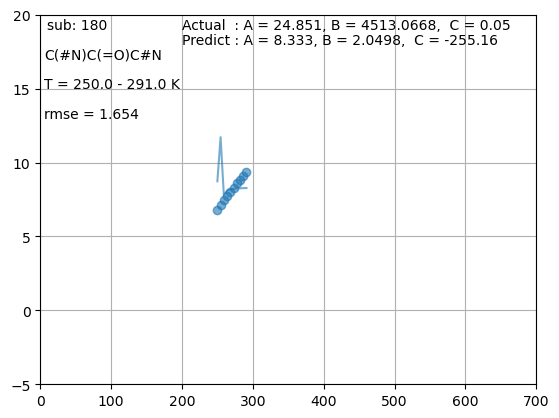 sub: 180
Actual  : A = 24.851, B = 4513.0668,  C = 0.05
Predict : A = 8.333, B = 2.0498,  C = -255.16
C(#N)C(=O)C#N
T = 250.0 - 291.0 K
rmse = 1.654
20
15
10
5
0
−5
0 100 200 300 400 500 600 700